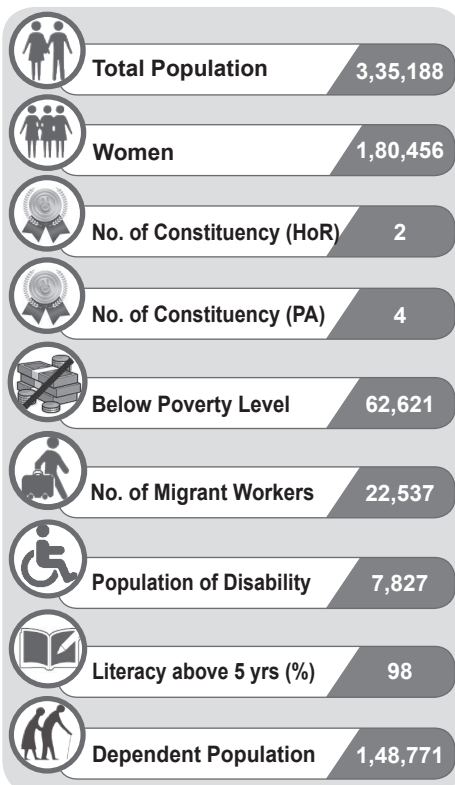 Total Population 3,35,188
Women 1,80,456
No. of Constituency (HoR) 2
No. of Constituency (PA) 4
Below Poverty Level 62,621
No. of Migrant Workers 22,537
Population of Disability 7,827
Literacy above 5 yrs (%) 98
Dependent Population 1,48,771